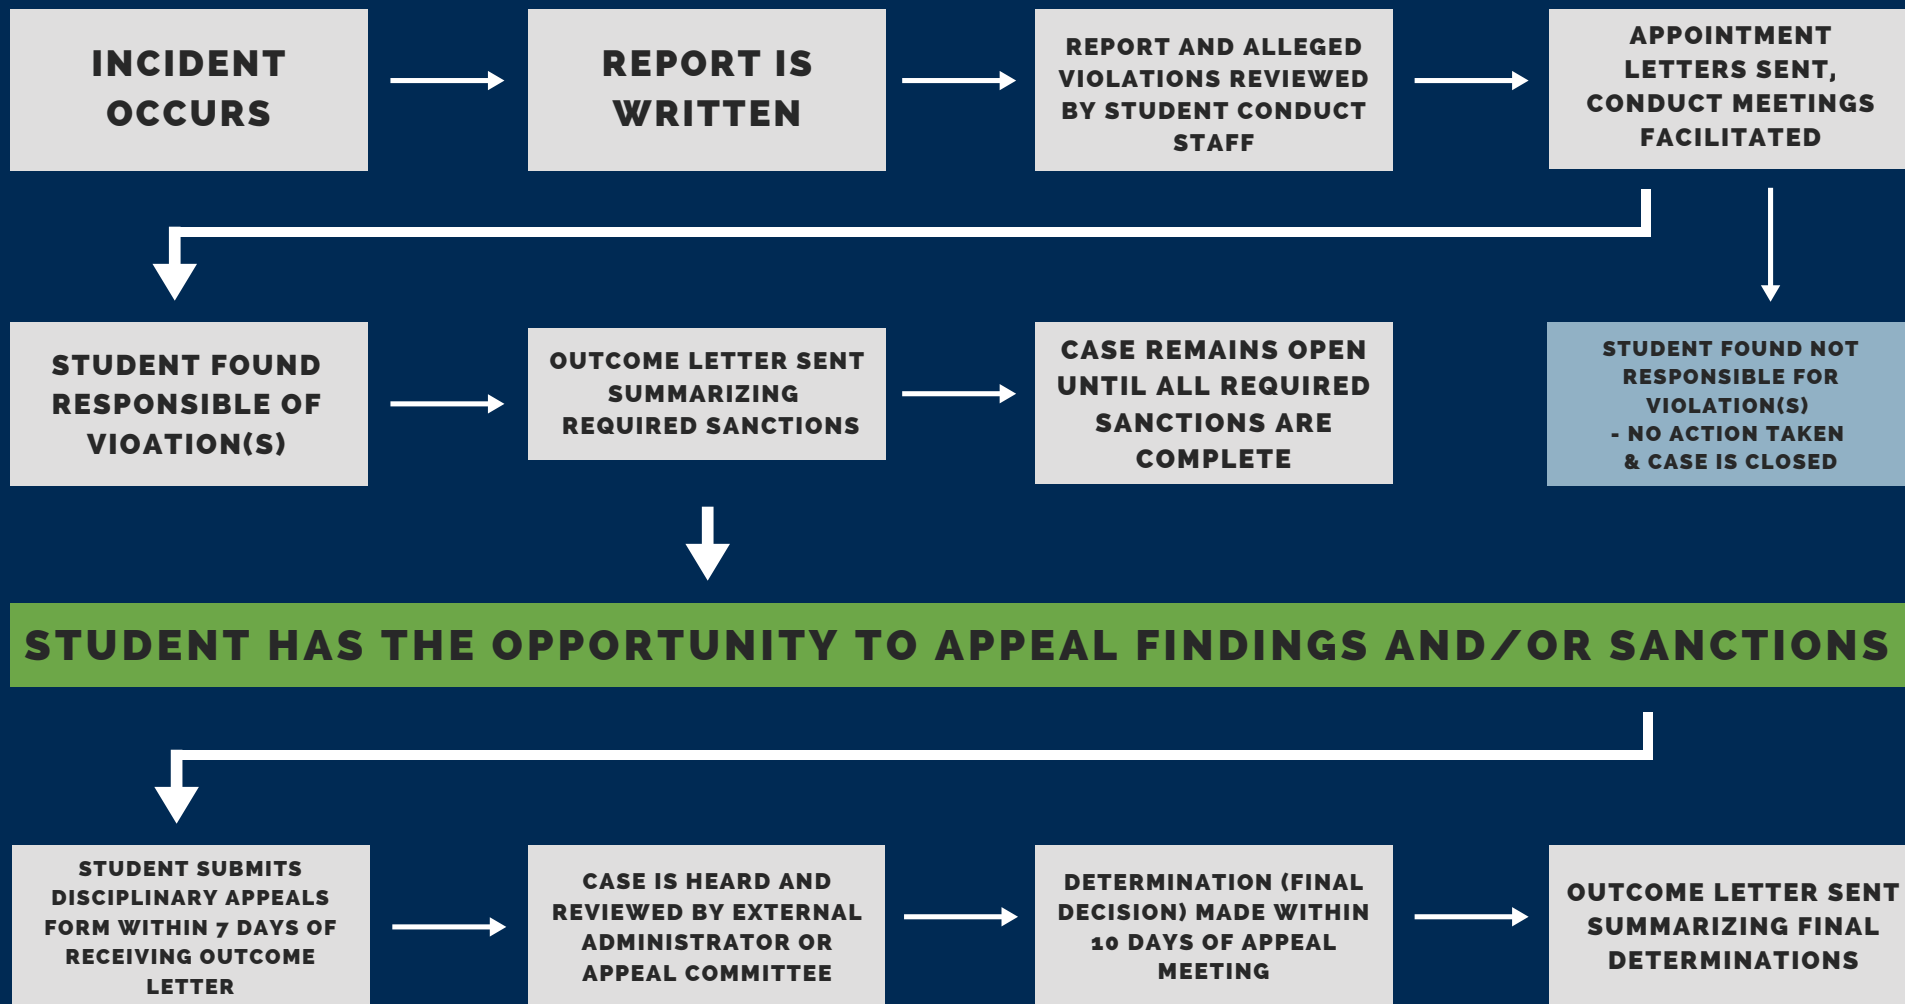 INCIDENT
OCCURS
REPORT IS
WRITTEN
REPORT AND ALLEGED
VIOLATIONS REVIEWED
BY STUDENT CONDUCT
STAFF
APPOINTMENT
LETTERS SENT,
CONDUCT MEETINGS
FACILITATED
STUDENT FOUND
RESPONSIBLE OF
VIOATION(S)
OUTCOME LETTER SENT
SUMMARIZING
REQUIRED SANCTIONS
CASE REMAINS OPEN
UNTIL ALL REQUIRED
SANCTIONS ARE
COMPLETE
STUDENT FOUND NOT
RESPONSIBLE FOR
VIOLATION(S)
- NO ACTION TAKEN
& CASE IS CLOSED
STUDENT HAS THE OPPORTUNITY TO APPEAL FINDINGS AND/OR SANCTIONS
STUDENT SUBMITS
DISCIPLINARY APPEALS
FORM WITHIN 7 DAYS OF
RECEIVING OUTCOME
LETTER
CASE IS HEARD AND
REVIEWED BY EXTERNAL
ADMINISTRATOR OR
APPEAL COMMITTEE
DETERMINATION (FINAL
DECISION) MADE WITHIN
10 DAYS OF APPEAL
MEETING
OUTCOME LETTER SENT
SUMMARIZING FINAL
DETERMINATIONS